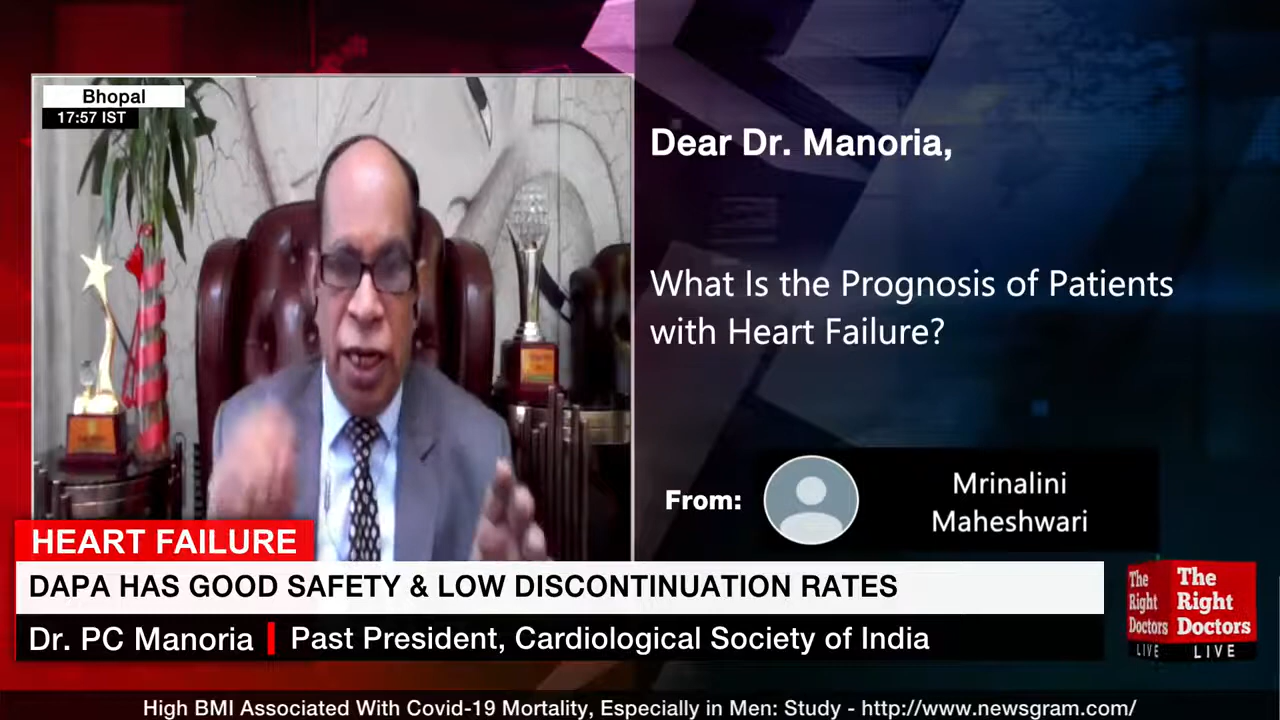 Bhopal
17:57 IST
Dear Dr. Manoria,
What Is the Prognosis of Patients
with Heart Failure?
From:
Mrinalini
Maheshwari
HEART FAILURE
DAPA HAS GOOD SAFETY & LOW DISCONTINUATION RATES
Dr. PC Manoria
Past President, Cardiological Society of India
The
Right
Doctors
LIVE
The
Right
Doctors
LIVE
High BMI Associated With Covid-19 Mortality, Especially in Men: Study - http://www.newsgram.com/